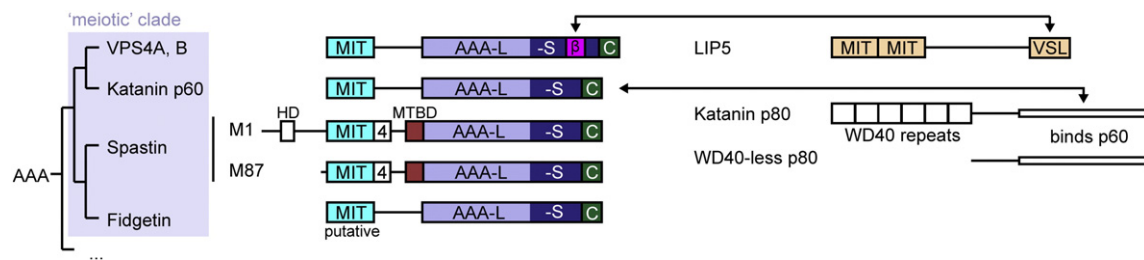 'meiotic' clade
VPS4A, B
MIT AAA-L -S β C
LIP5
MIT MIT VSL
Katanin p60
MIT AAA-L -S C
Katanin p80
WD40 repeats
binds p60
HD
MTBD
M1
MIT 4 AAA-L -S C
Spastin
WD40-less p80
M87
MIT 4 AAA-L -S C
AAA
Fidgetin
MIT AAA-L -S C
putative
...